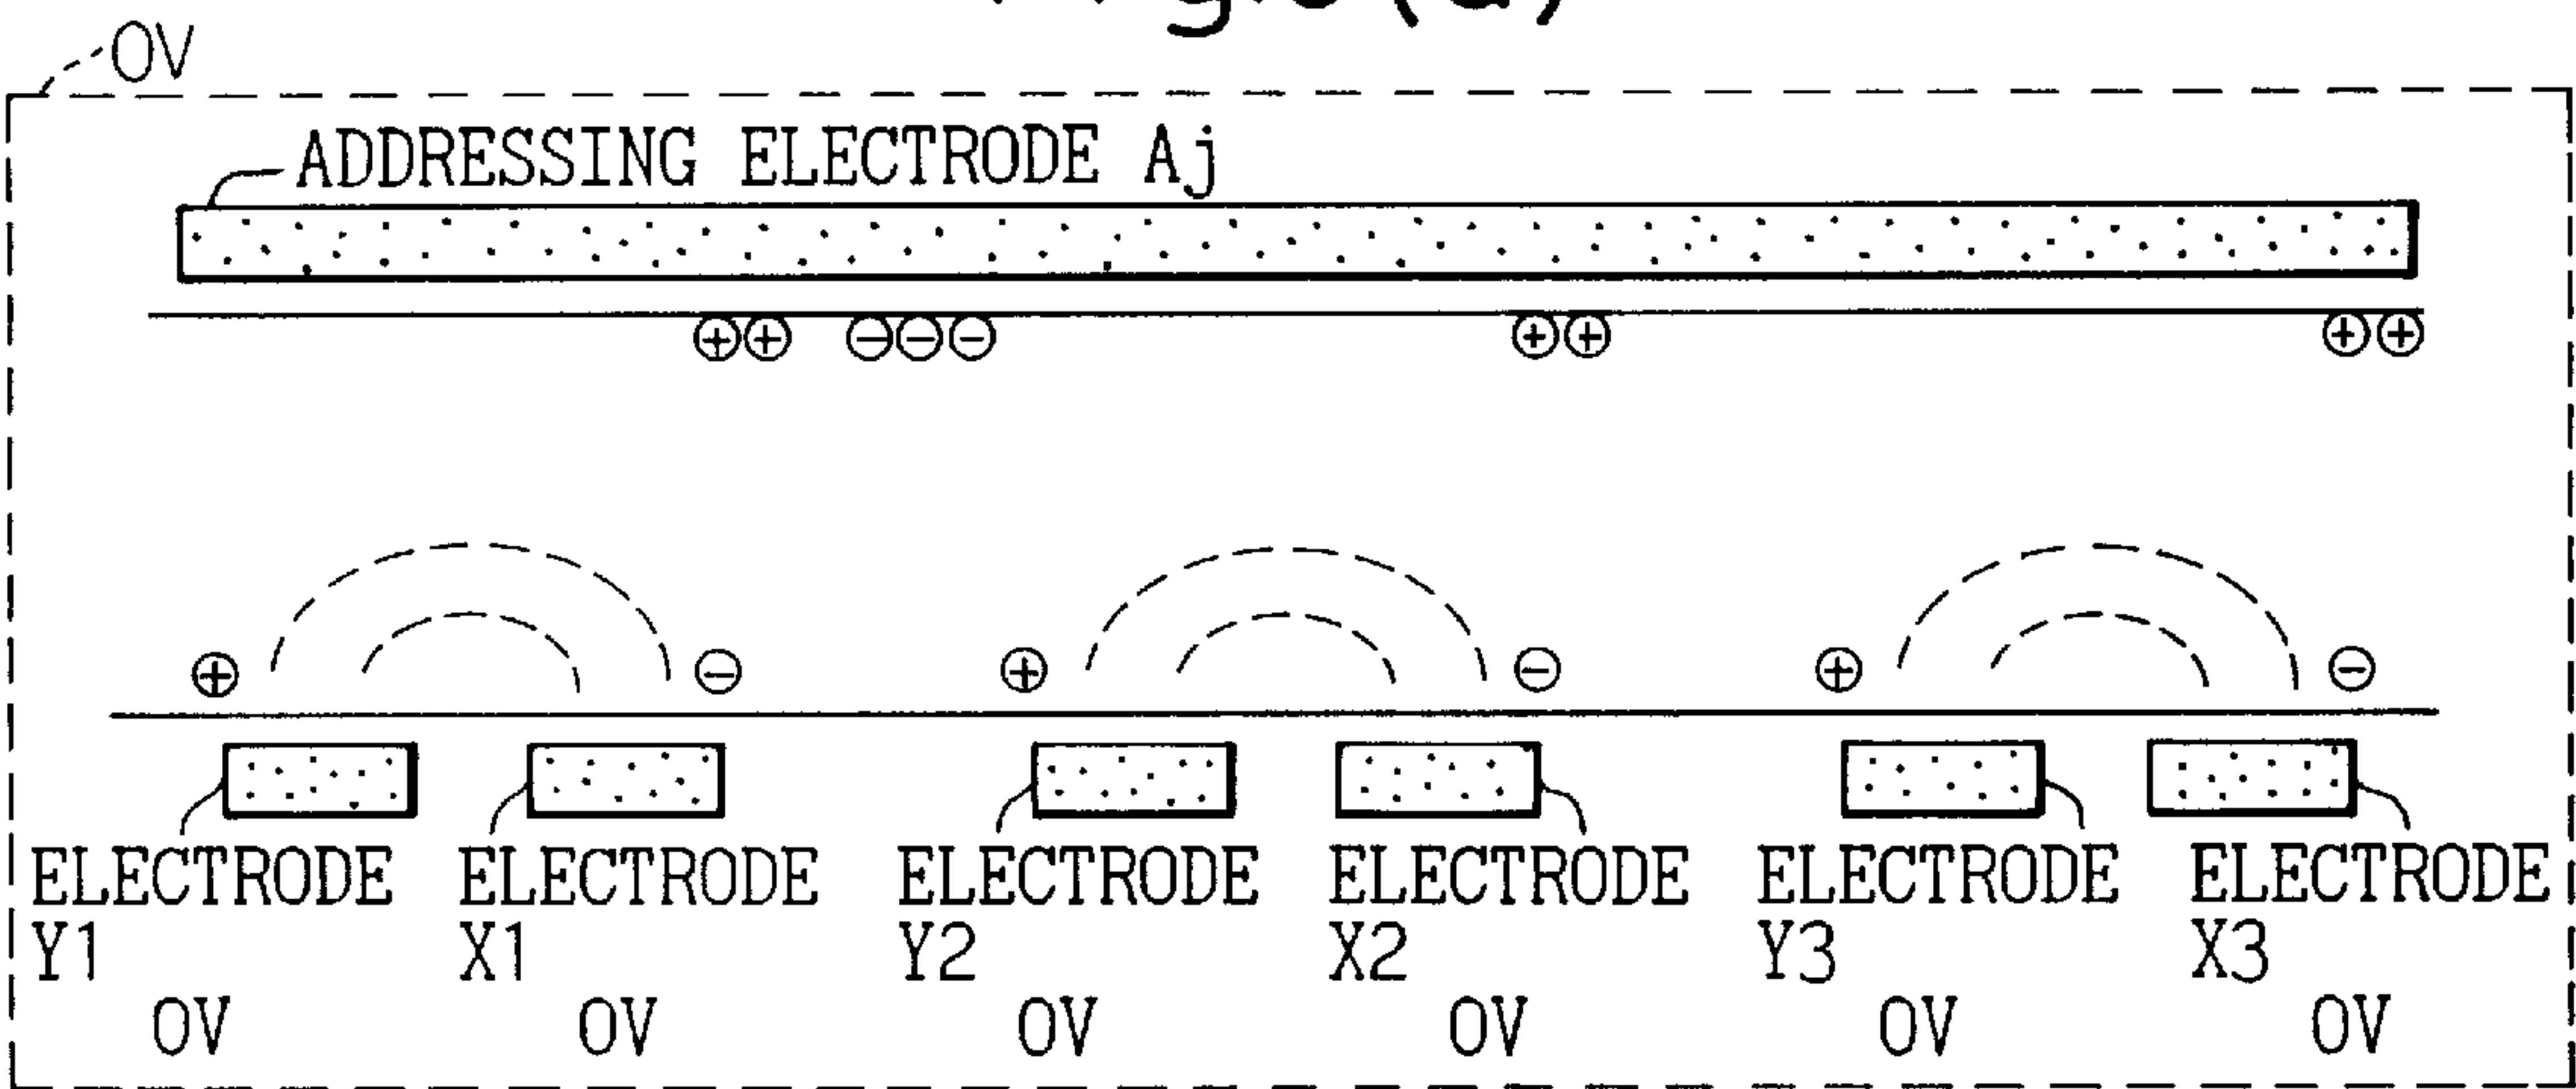 0V
ADDRESSING ELECTRODE Aj
ELECTRODE Y1
ELECTRODE X1
ELECTRODE Y2
ELECTRODE X2
ELECTRODE Y3
ELECTRODE X3
0V 0V 0V 0V 0V 0V